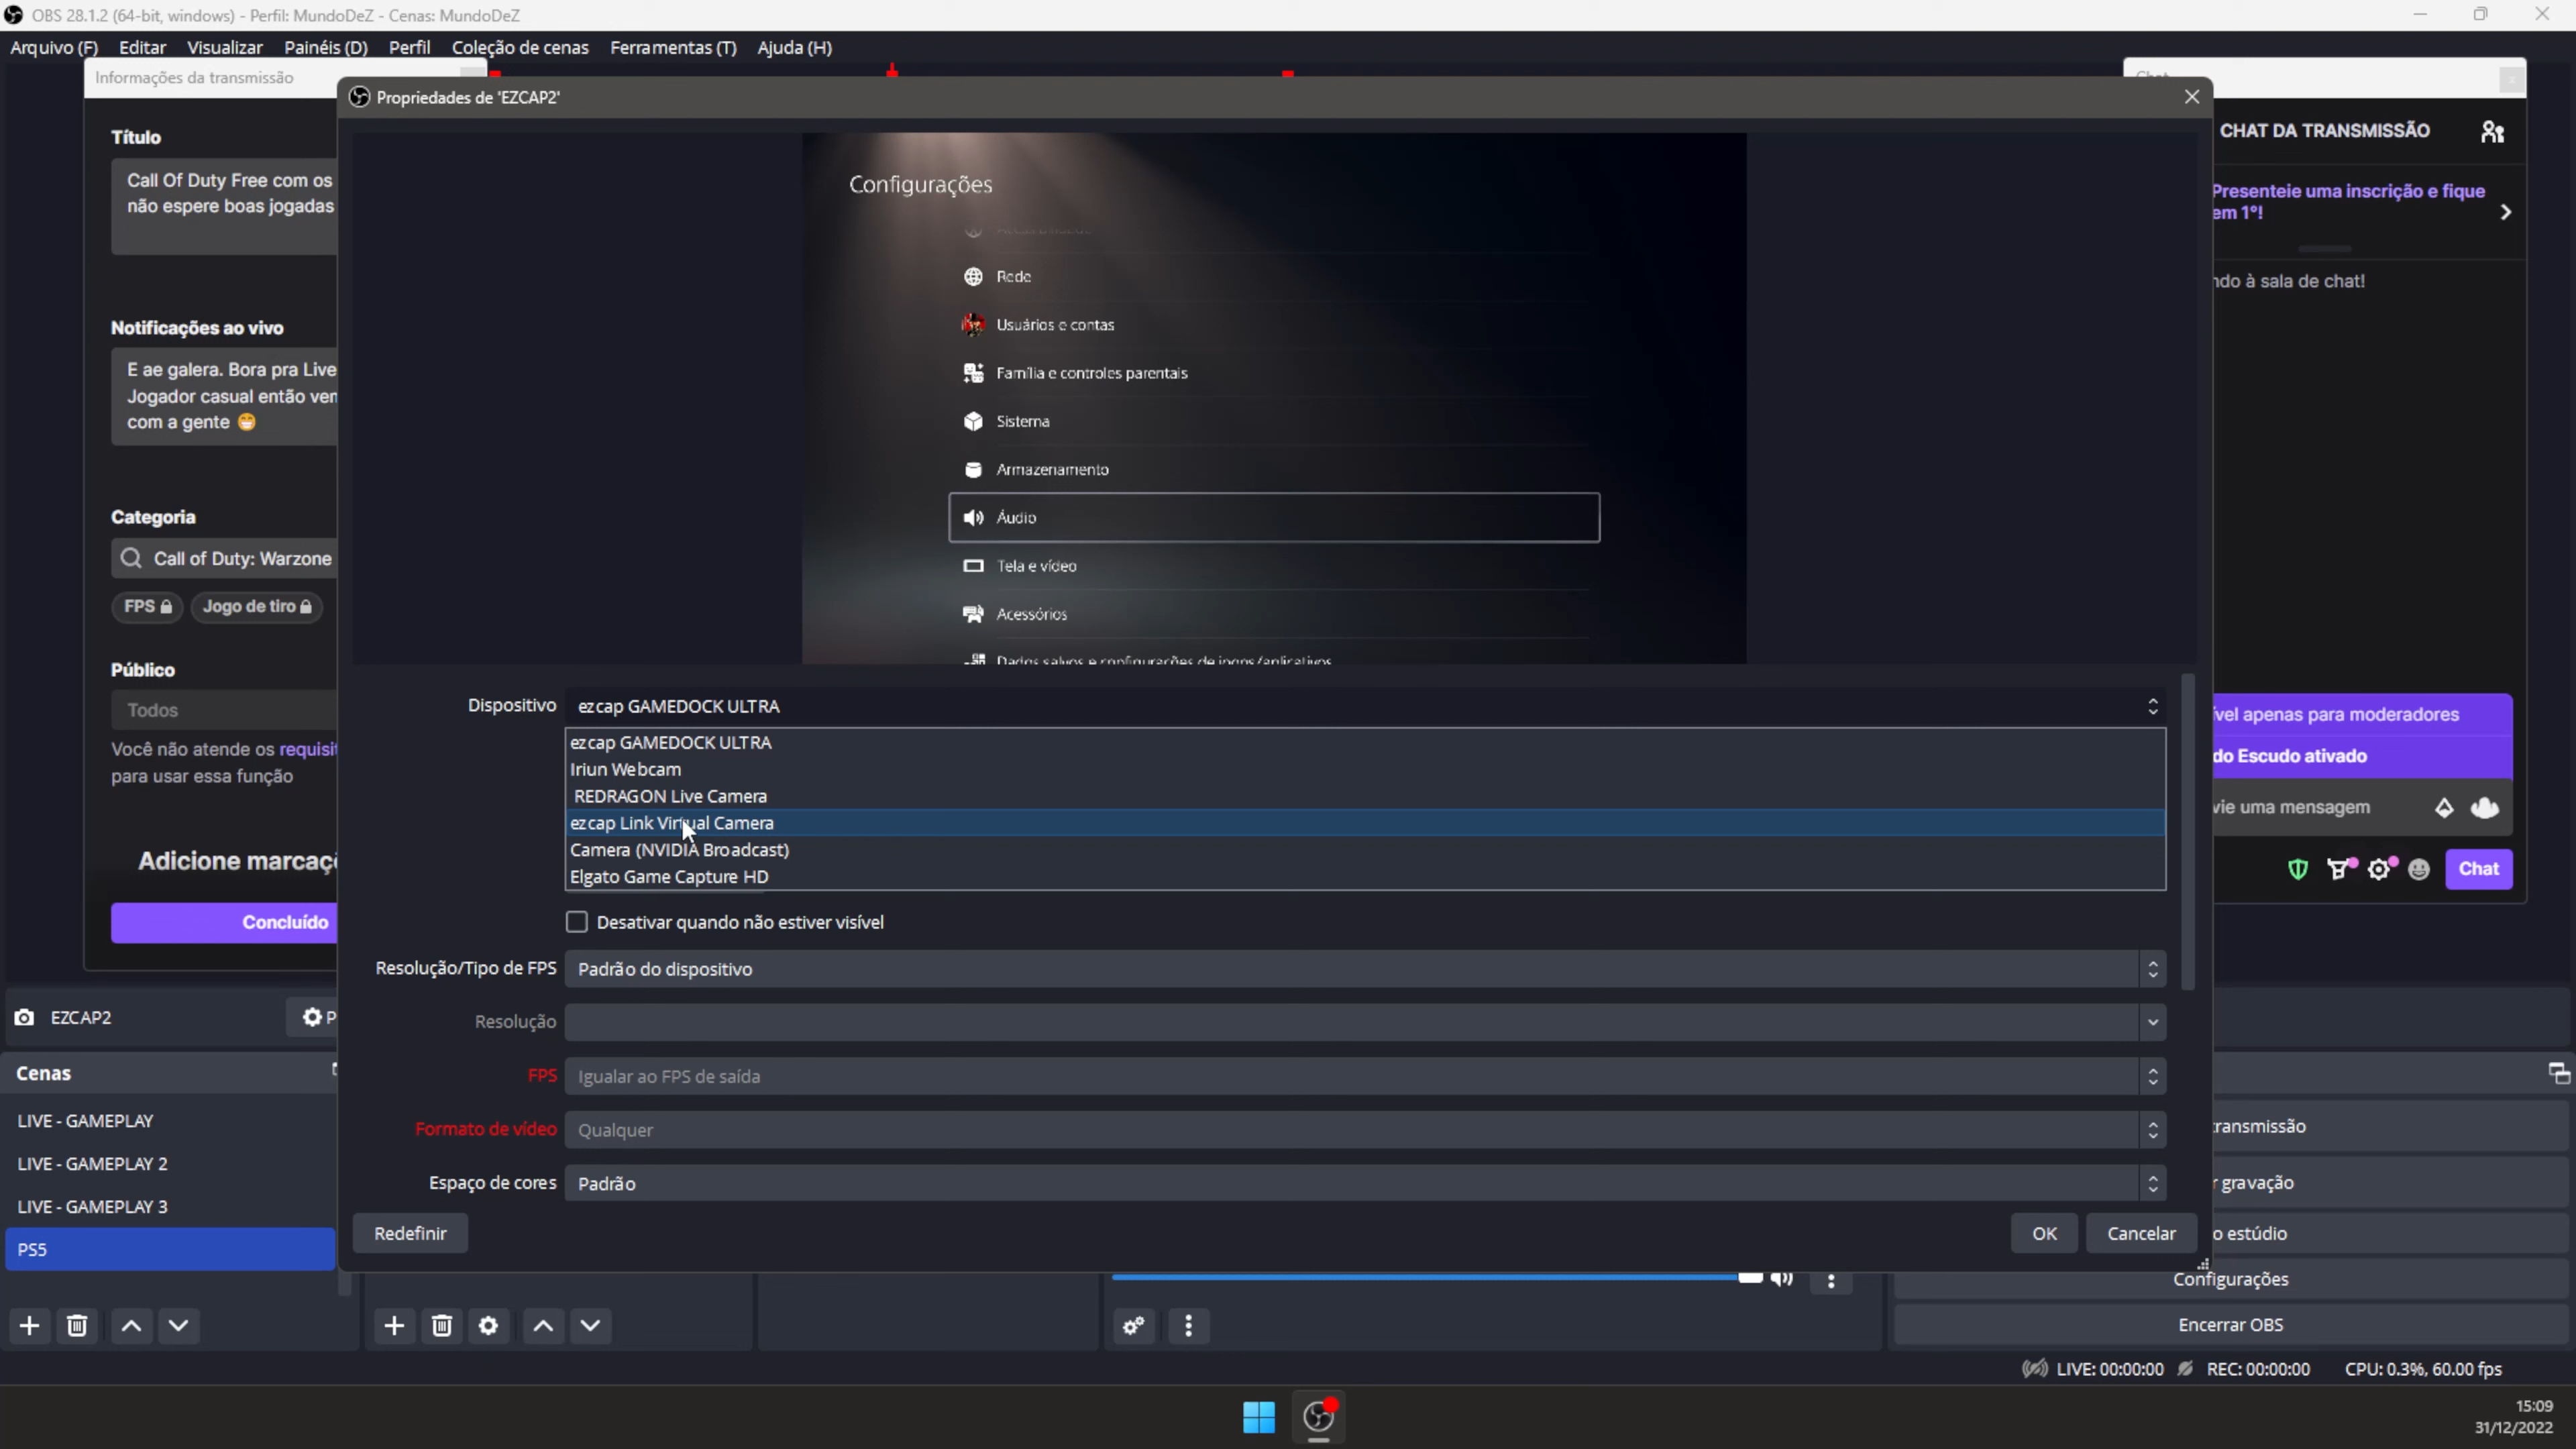 OBS 28.1.2 (64-bit, windows) - Perfil: MundoDeZ - Cenas: MundoDeZ
Arquivo (F) Editar Visualizar Painéis (D) Perfil Coleção de cenas Ferramentas (T) Ajuda (H)
Informações da transmissão
Título
Call Of Duty Free com os
não espere boas jogadas
Notificações ao vivo
E ae galera. Bora pra Live
Jogador casual então ven
com a gente 😁
Categoria
Call of Duty: Warzone
FPS Jogo de tiro
Público
Todos
Você não atende os requisit
para usar essa função
Adicione marcaç
Concluído
Propriedades de 'EZCAP2'
Configurações
Rede
Usuários e contas
Família e controles parentais
Sistema
Armazenamento
Áudio
Tela e vídeo
Acessórios
Dados salvos e configurações de jogos/aplicativos
Dispositivo ezcap GAMEDOCK ULTRA
ezcap GAMEDOCK ULTRA
Iriun Webcam
REDRAGON Live Camera
ezcap Link Virtual Camera
Camera (NVIDIA Broadcast)
Elgato Game Capture HD
Desativar quando não estiver visível
Resolução/Tipo de FPS Padrão do dispositivo
Resolução
FPS Igualar ao FPS de saída
Formato de vídeo Qualquer
Espaço de cores Padrão
Redefinir OK Cancelar
Chat
CHAT DA TRANSMISSÃO
Presenteie uma inscrição e fique
em 1º!
ndo à sala de chat!
ível apenas para moderadores
do Escudo ativado
vie uma mensagem
Chat
EZCAP2 P
Cenas
LIVE - GAMEPLAY
LIVE - GAMEPLAY 2
LIVE - GAMEPLAY 3
PS5
transmissão
r gravação
o estúdio
Configurações
Encerrar OBS
LIVE: 00:00:00 REC: 00:00:00 CPU: 0.3%, 60.00 fps
15:09
31/12/2022